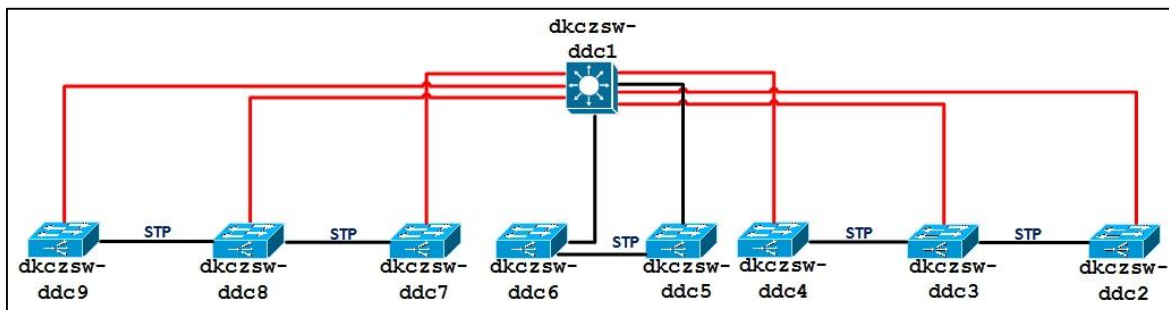 dkczsw-
ddc1
STP
STP
STP
STP
STP
dkczsw-
ddc9
dkczsw-
ddc8
dkczsw-
ddc7
dkczsw-
ddc6
dkczsw-
ddc5
dkczsw-
ddc4
dkczsw-
ddc3
dkczsw-
ddc2